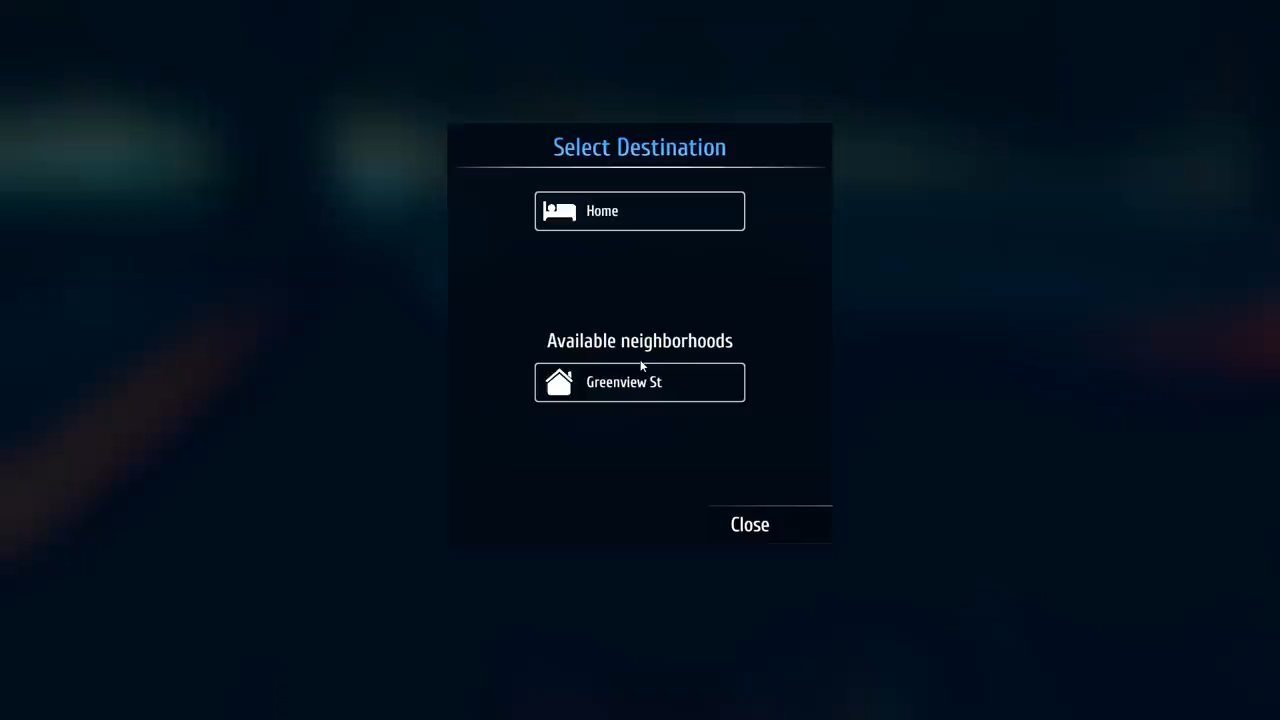 Select Destination
Home
Available neighborhoods
Greenview St
Close